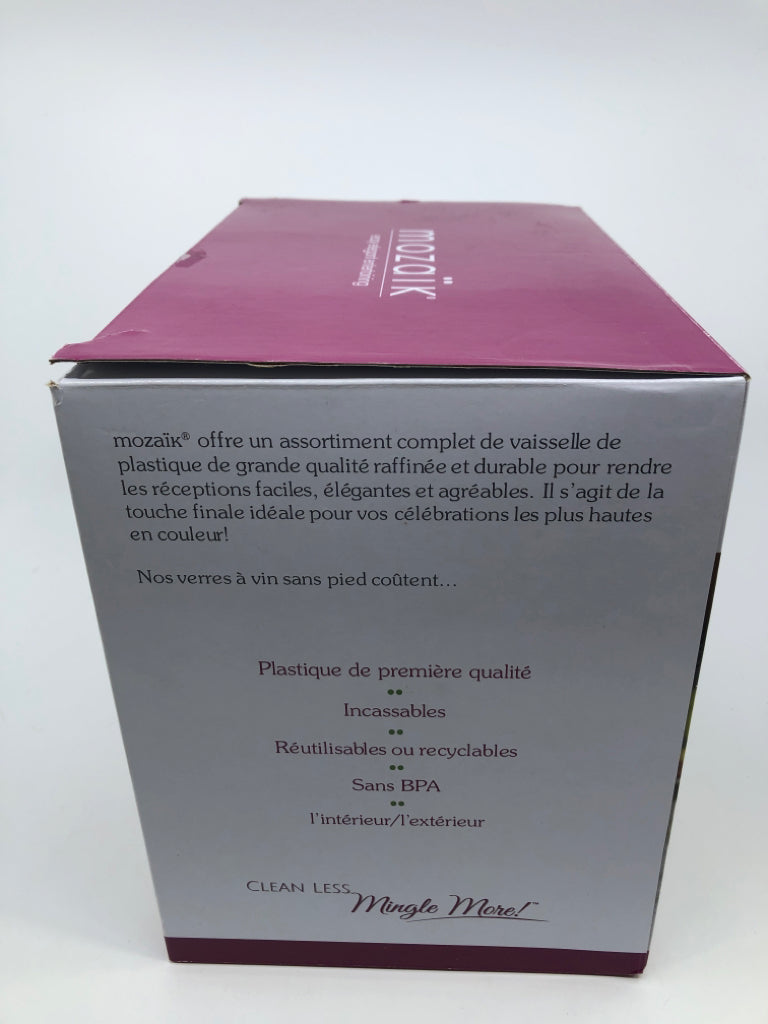 mozaïk
mozaïk® offre un assortiment complet de vaisselle de
plastique de grande qualité raffinée et durable pour rendre
les réceptions faciles, élégantes et agréables. Il s'agit de la
touche finale idéale pour vos célébrations les plus hautes
en couleur!
Nos verres à vin sans pied coûtent...
Plastique de première qualité
Incassables
Réutilisables ou recyclables
Sans BPA
l'intérieur/l'extérieur
CLEAN LESS, Mingle More!™